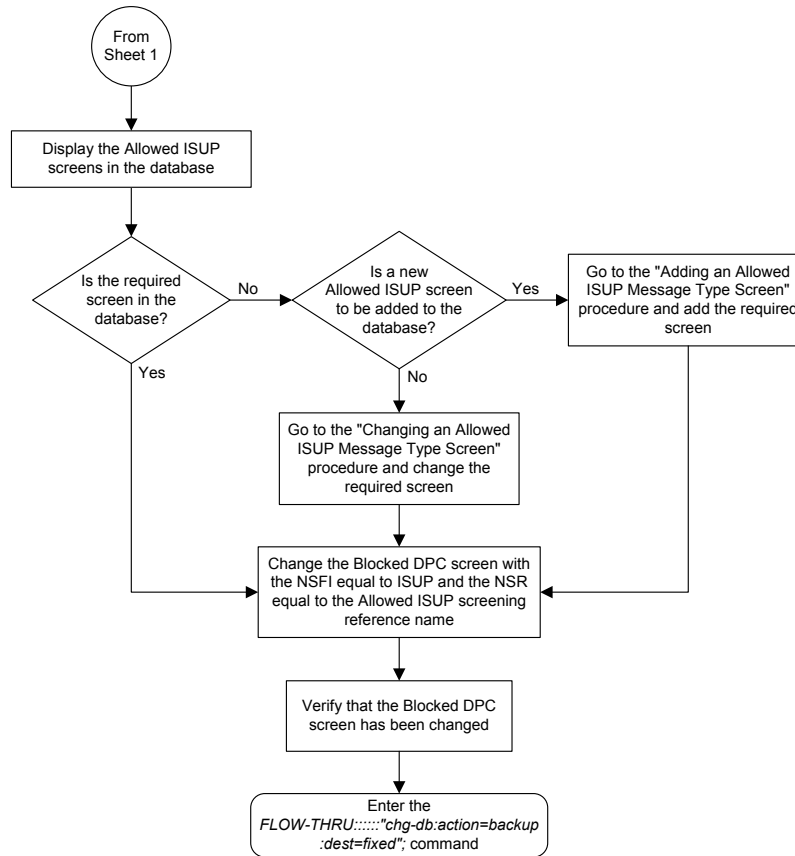 From
Sheet 1
Display the Allowed ISUP
screens in the database
Is the required
screen in the
database?
No
Yes
Is a new
Allowed ISUP screen
to be added to the
database?
Yes
No
Go to the "Adding an Allowed
ISUP Message Type Screen"
procedure and add the required
screen
Go to the "Changing an Allowed
ISUP Message Type Screen"
procedure and change the
required screen
Change the Blocked DPC screen with
the NSFI equal to ISUP and the NSR
equal to the Allowed ISUP screening
reference name
Verify that the Blocked DPC
screen has been changed
Enter the
FLOW-THRU::::::"chg-db:action=backup
:dest=fixed"; command